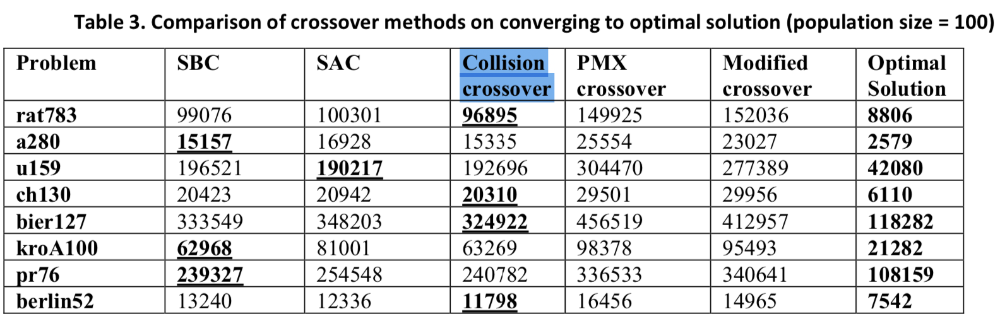 Table 3. Comparison of crossover methods on converging to optimal solution (population size = 100)
Problem SBC SAC Collision crossover PMX crossover Modified crossover Optimal Solution
rat783 99076 100301 96895 149925 152036 8806
a280 15157 16928 15335 25554 23027 2579
u159 196521 190217 192696 304470 277389 42080
ch130 20423 20942 20310 29501 29956 6110
bier127 333549 348203 324922 456519 412957 118282
kroA100 62968 81001 63269 98378 95493 21282
pr76 239327 254548 240782 336533 340641 108159
berlin52 13240 12336 11798 16456 14965 7542